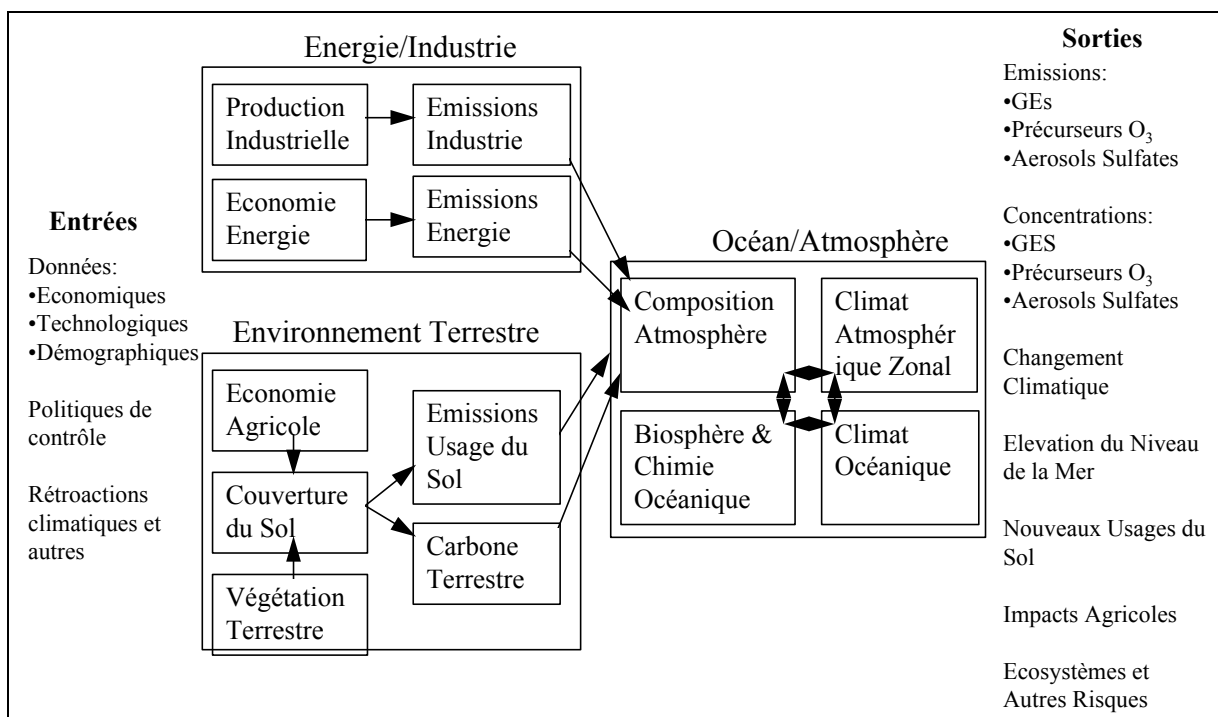 Entrées
Données:
•Economiques
•Technologiques
•Démographiques
Politiques de
contrôle
Rétroactions
climatiques et
autres
Energie/Industrie
Production
Industrielle
Emissions
Industrie
Economie
Energie
Emissions
Energie
Environnement Terrestre
Economie
Agricole
Couverture
du Sol
Végétation
Terrestre
Emissions
Usage du
Sol
Carbone
Terrestre
Océan/Atmosphère
Composition
Atmosphère
Climat
Atmosphér
ique Zonal
Biosphère &
Chimie
Océanique
Climat
Océanique
Sorties
Emissions:
•GEs
•Précurseurs O₃
•Aerosols Sulfates
Concentrations:
•GES
•Précurseurs O₃
•Aerosols Sulfates
Changement
Climatique
Elevation du Niveau
de la Mer
Nouveaux Usages du
Sol
Impacts Agricoles
Ecosystèmes et
Autres Risques